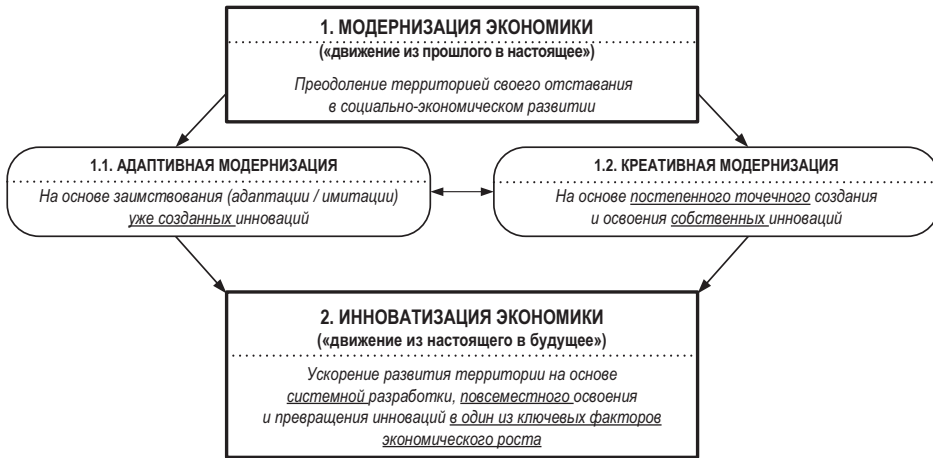 1. МОДЕРНИЗАЦИЯ ЭКОНОМИКИ
(«движение из прошлого в настоящее»)
Преодоление территорией своего отставания
в социально-экономическом развитии
1.1. АДАПТИВНАЯ МОДЕРНИЗАЦИЯ
На основе заимствования (адаптации / имитации)
уже созданных инноваций
1.2. КРЕАТИВНАЯ МОДЕРНИЗАЦИЯ
На основе постепенного точечного создания
и освоения собственных инноваций
2. ИННОВАТИЗАЦИЯ ЭКОНОМИКИ
(«движение из настоящего в будущее»)
Ускорение развития территории на основе
системной разработки, повсеместного освоения
и превращения инноваций в один из ключевых факторов
экономического роста